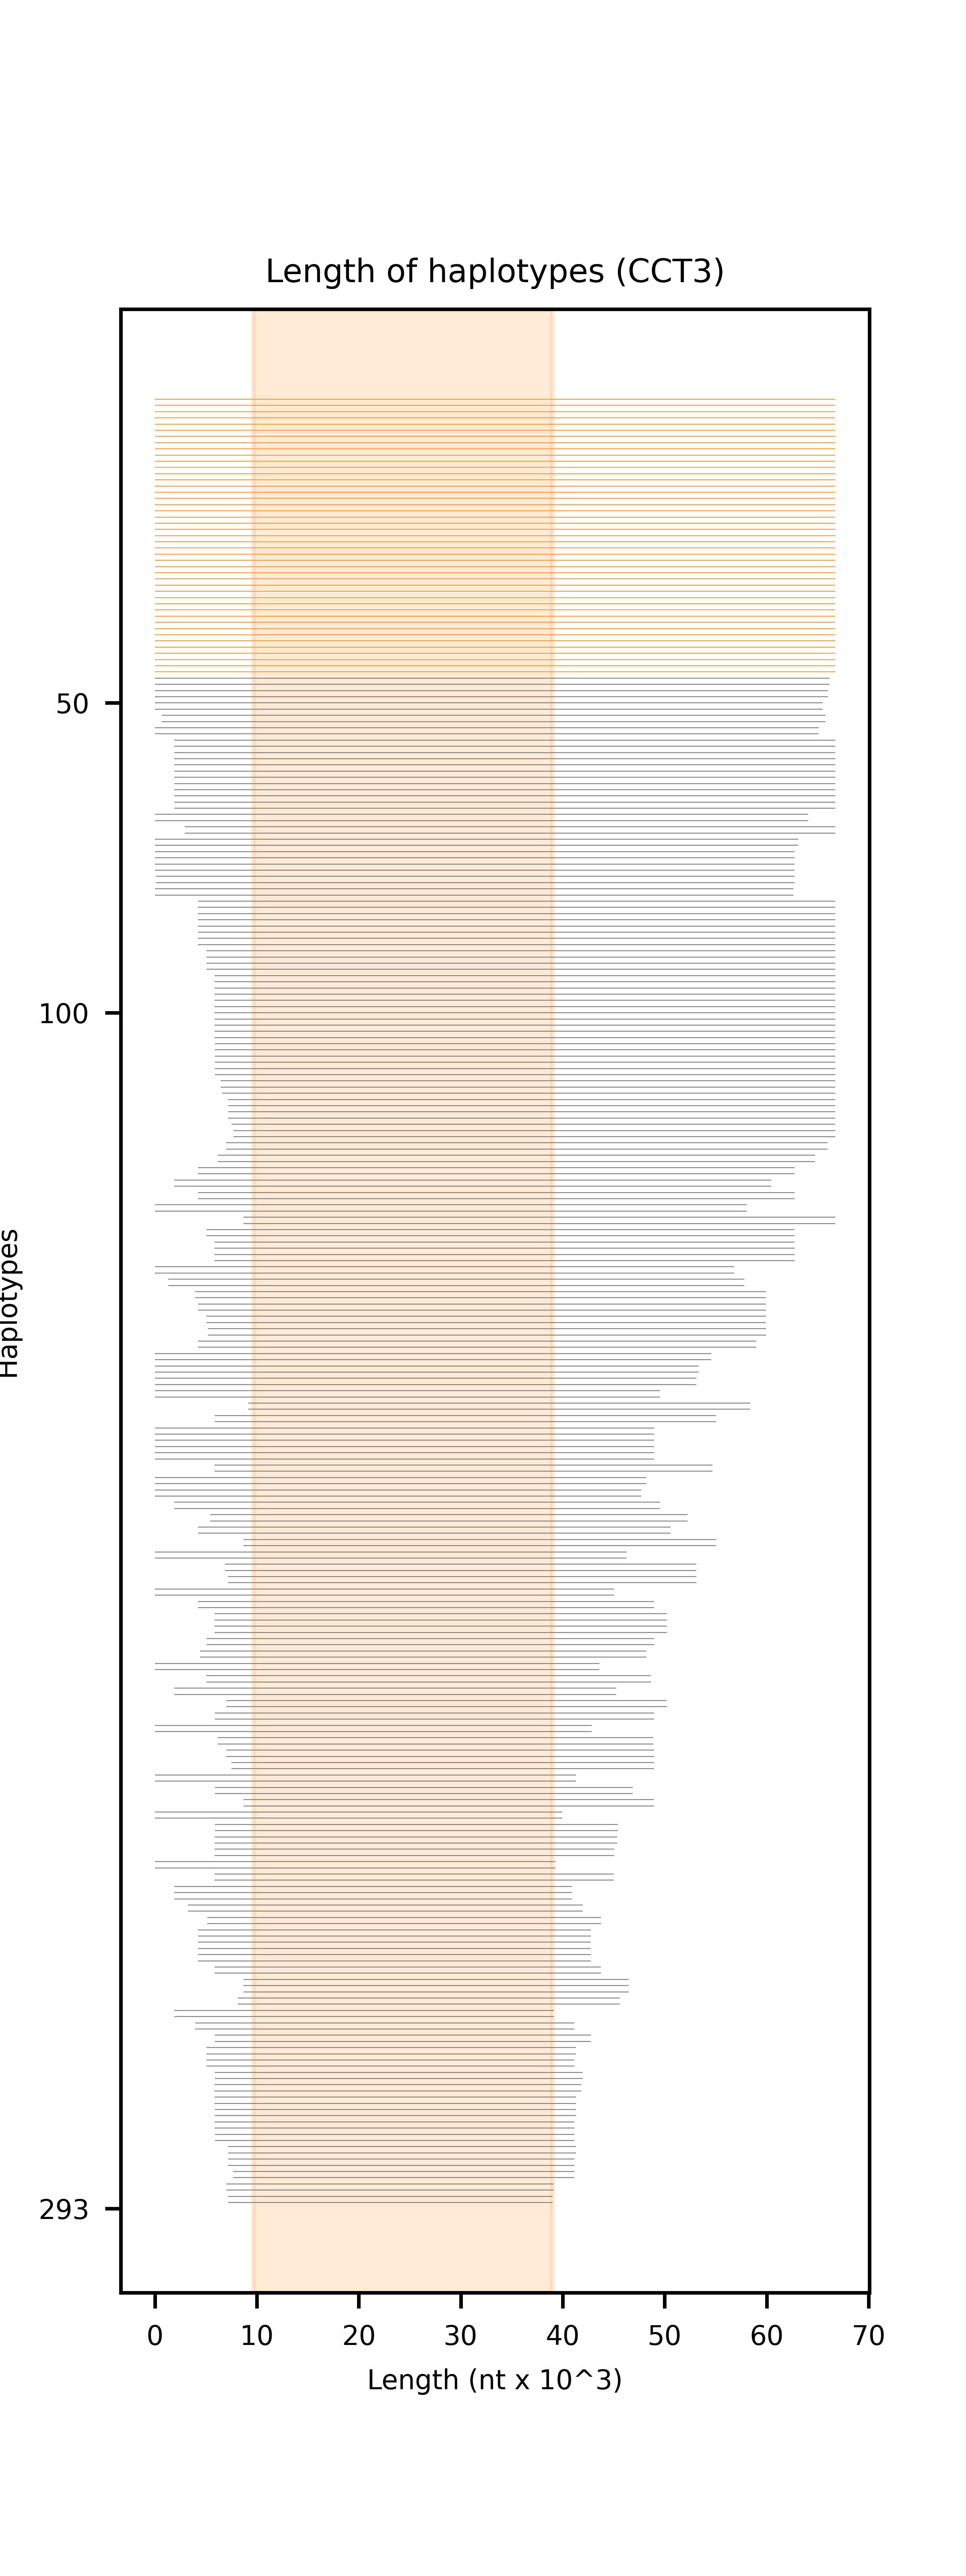 Length of haplotypes (CCT3)
50
100
293
Haplotypes
0 10 20 30 40 50 60 70
Length (nt x 10^3)